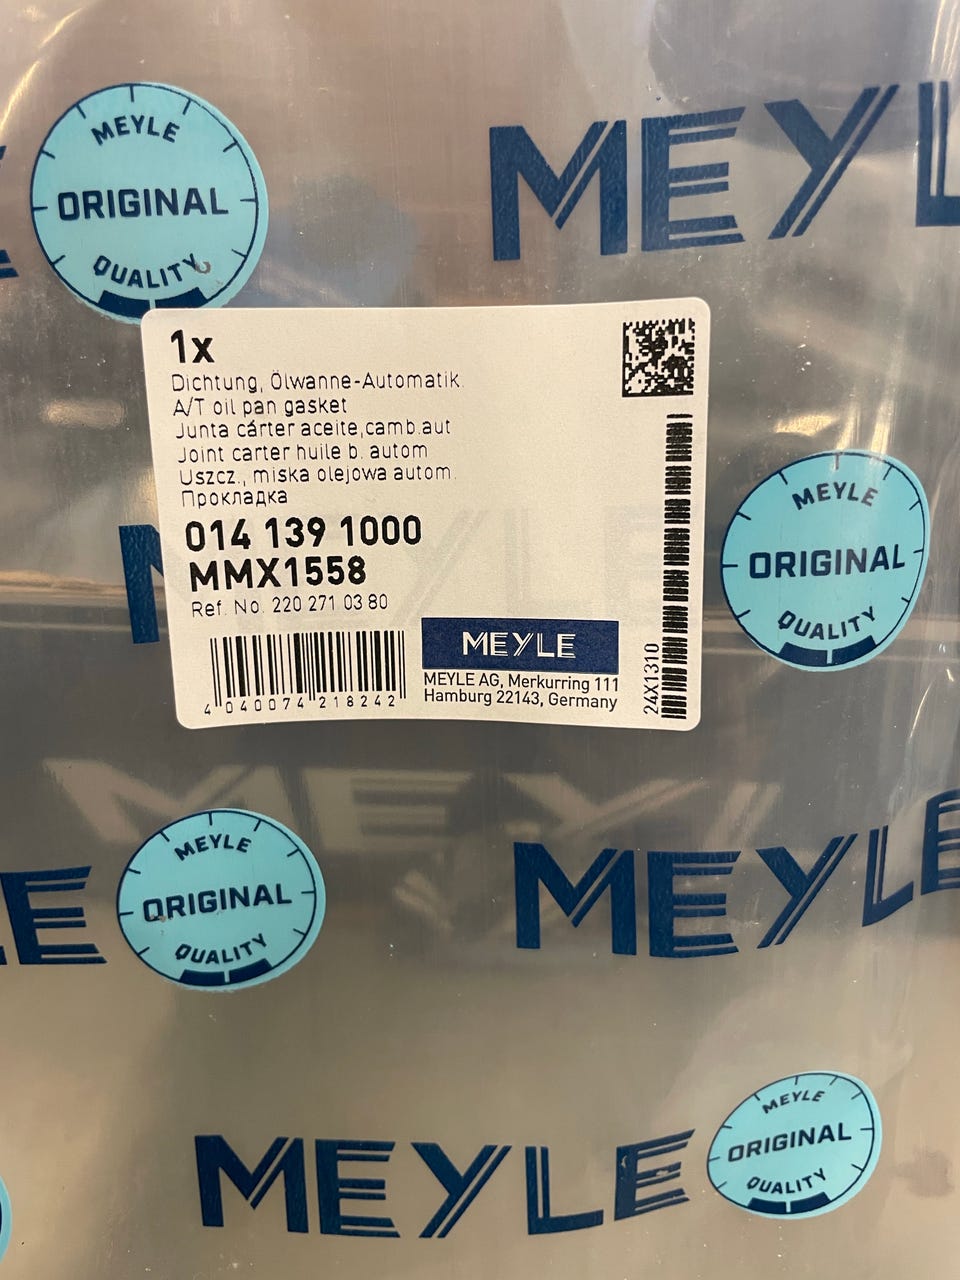 MEYLE
ORIGINAL
QUALITY
MEYLE
1x
Dichtung, Ölwanne-Automatik.
A/T oil pan gasket
Junta cárter aceite,camb.aut
Joint carter huile b. autom
Uszcz., miska olejowa autom.
Прокладка
014 139 1000
MMX1558
Ref. No. 220 271 03 80
MEYLE
MEYLE AG, Merkurring 111
Hamburg 22143, Germany
4 040074 218242
24X1310
MEYLE
ORIGINAL
QUALITY
MEYLE
ORIGINAL
QUALITY
MEYLE
MEYLE
MEYLE
ORIGINAL
QUALITY